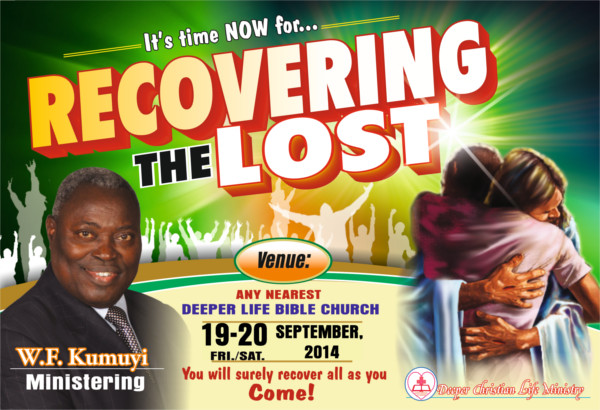 It's time NOW for...
RECOVERING
THE LOST
Venue:
ANY NEAREST
DEEPER LIFE BIBLE CHURCH
19-20 SEPTEMBER,
FRI./SAT. 2014
You will surely recover all as you
Come!
W.F. Kumuyi
Ministering
Deeper Christian Life Ministry